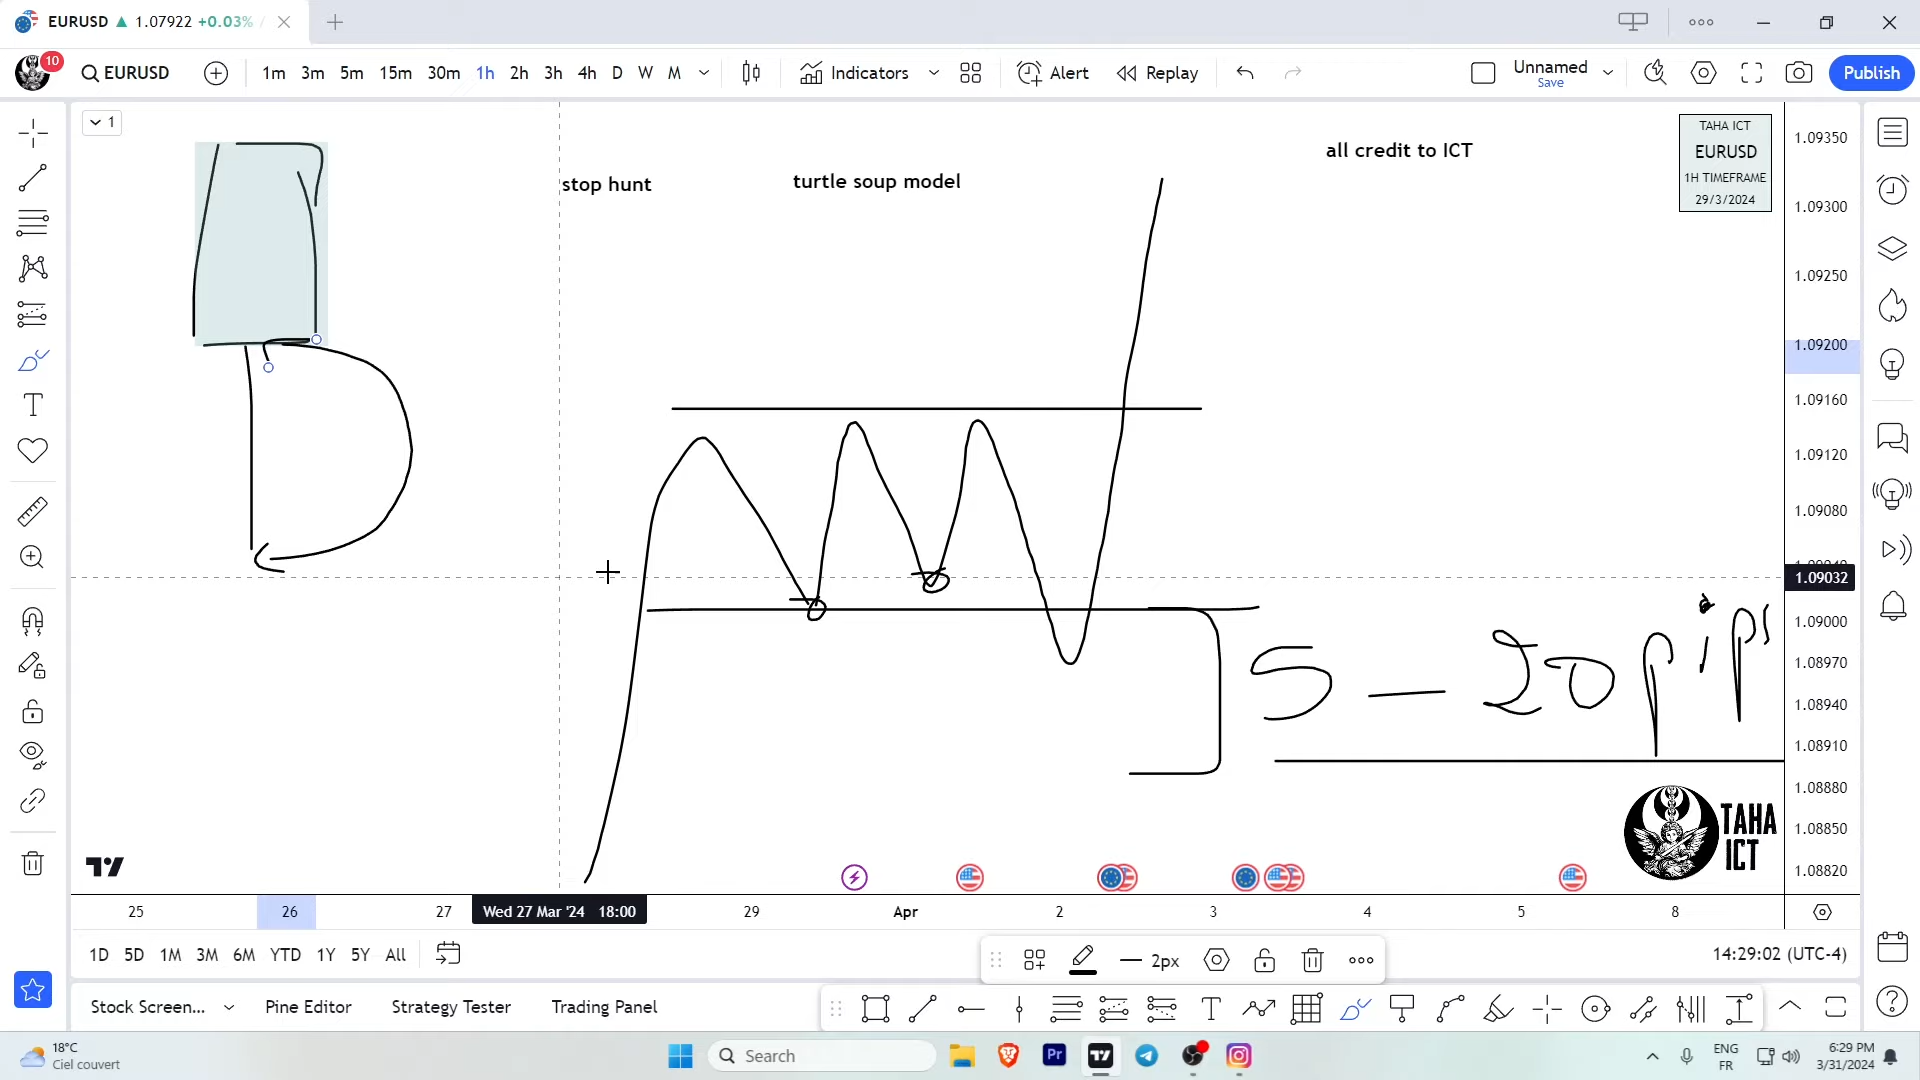 EURUSD ▲ 1.07922 +0.03% /
10
EURUSD 1m 3m 5m 15m 30m 1h 2h 3h 4h D W M Indicators Alert Replay Unnamed Save Publish
1
all credit to ICT
stop hunt
turtle soup model
TAHA ICT
EURUSD
1H TIMEFRAME
29/3/2024
1.09350
1.09300
1.09250
1.09200
1.09160
1.09120
1.09080
1.09032
1.09000
1.08970
1.08940
1.08910
1.08880
1.08850
1.08820
5 — 20 pips
TAHA
ICT
25 26 27 Wed 27 Mar '24 18:00 29 Apr 2 3 4 5 8
1D 5D 1M 3M 6M YTD 1Y 5Y All
2px
14:29:02 (UTC-4)
Stock Screen... Pine Editor Strategy Tester Trading Panel
18°C
Ciel couvert
Search
Pr
ENG
FR
6:29 PM
3/31/2024